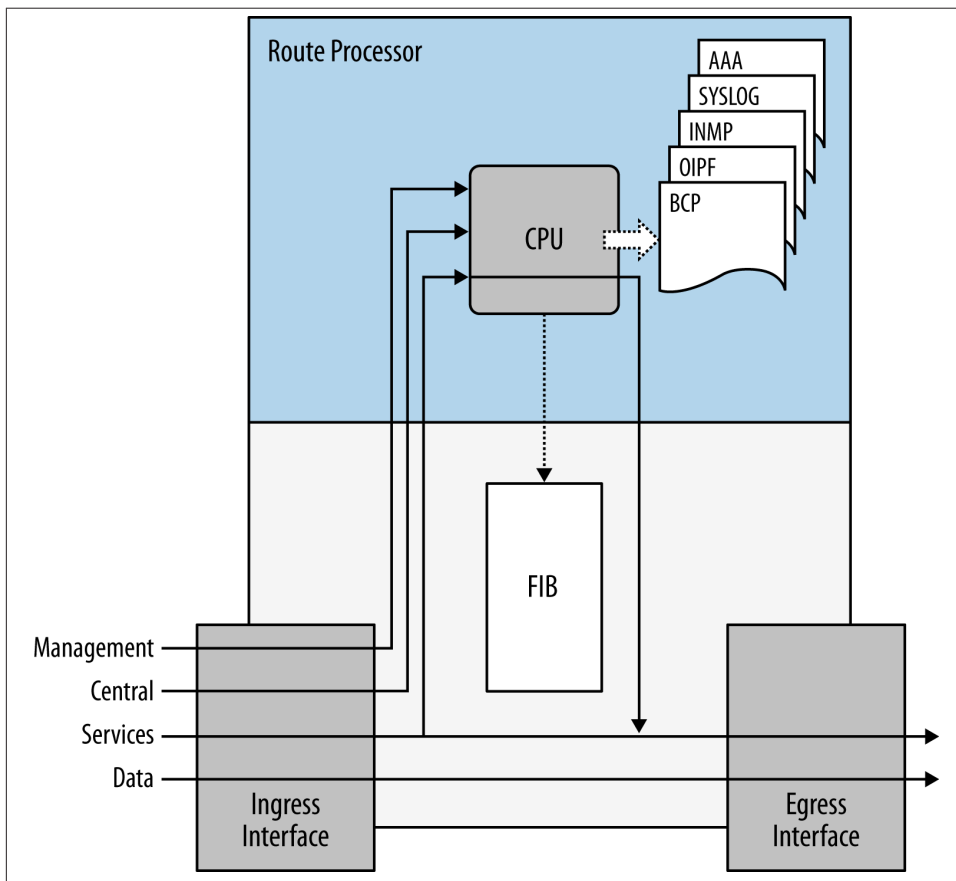 Route Processor
AAA
SYSLOG
INMP
OIPF
BCP
CPU
FIB
Management
Central
Services
Data
Ingress
Interface
Egress
Interface